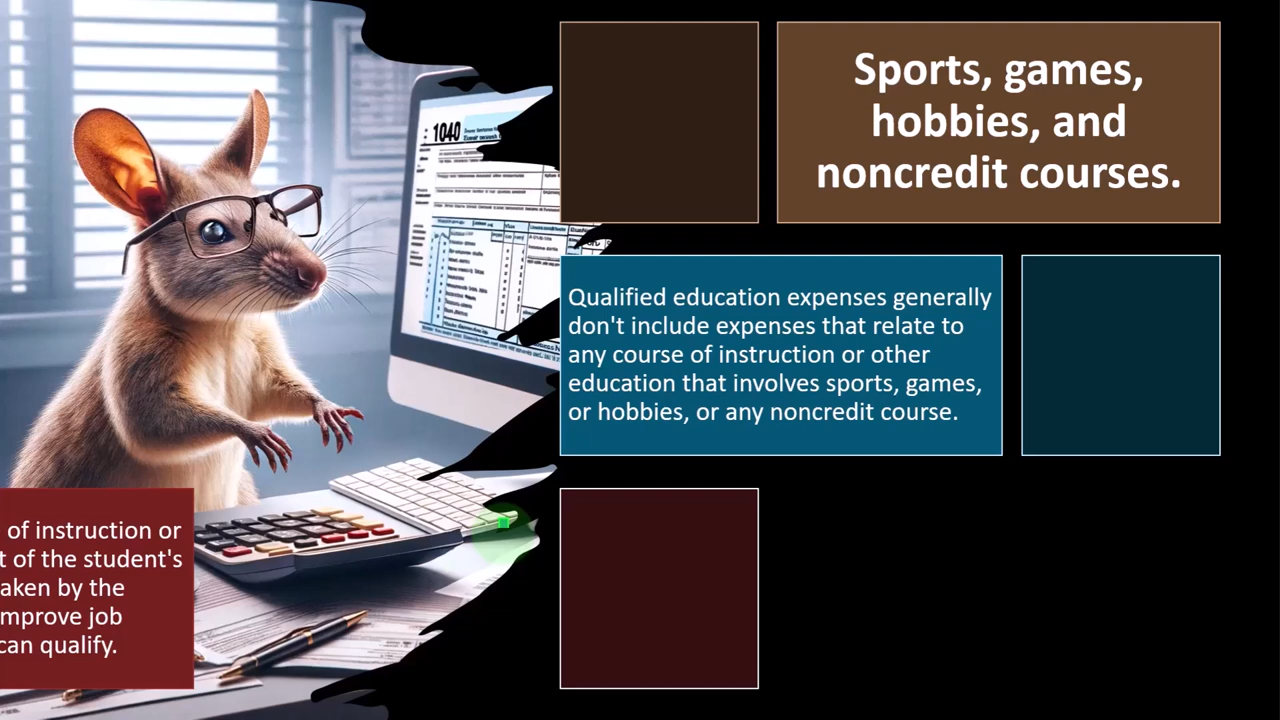 Sports, games,
hobbies, and
noncredit courses.
1040
Qualified education expenses generally
don't include expenses that relate to
any course of instruction or other
education that involves sports, games,
or hobbies, or any noncredit course.
of instruction or
t of the student's
aken by the
mprove job
can qualify.